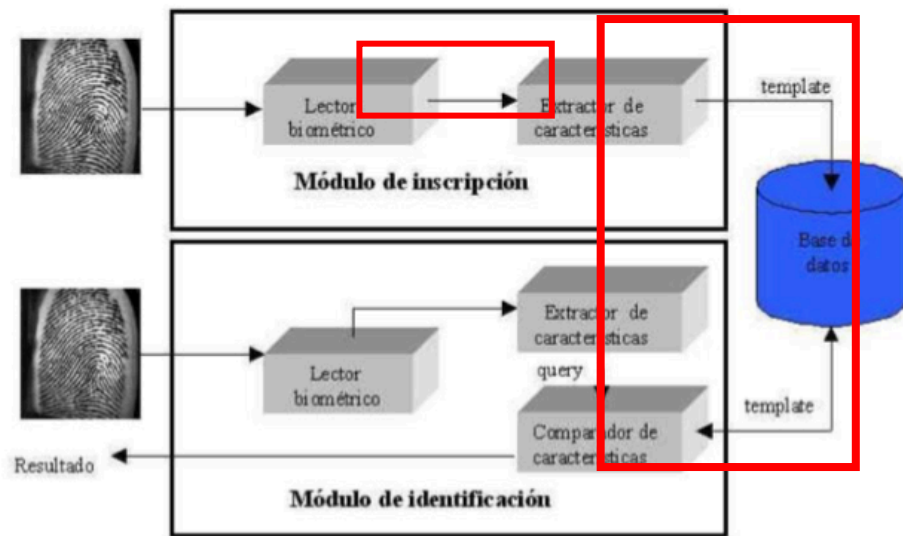 Lector
biométrico
Extractor de
características
template
Módulo de inscripción
Base de
datos
Extractor de
características
Lector
biométrico
query
Comparador de
características
template
Resultado
Módulo de identificación